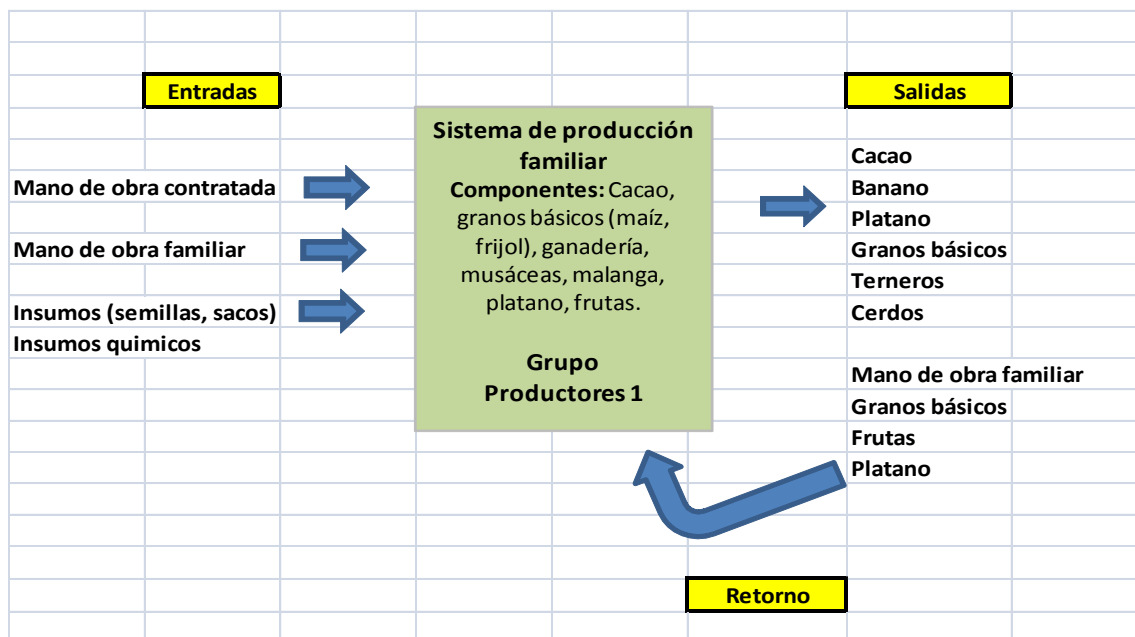 Entradas
Mano de obra contratada
Mano de obra familiar
Insumos (semillas, sacos)
Insumos quimicos
Sistema de producción
familiar
Componentes: Cacao,
granos básicos (maíz,
frijol), ganadería,
musáceas, malanga,
platano, frutas.
Grupo
Productores 1
Salidas
Cacao
Banano
Platano
Granos básicos
Terneros
Cerdos
Mano de obra familiar
Granos básicos
Frutas
Platano
Retorno